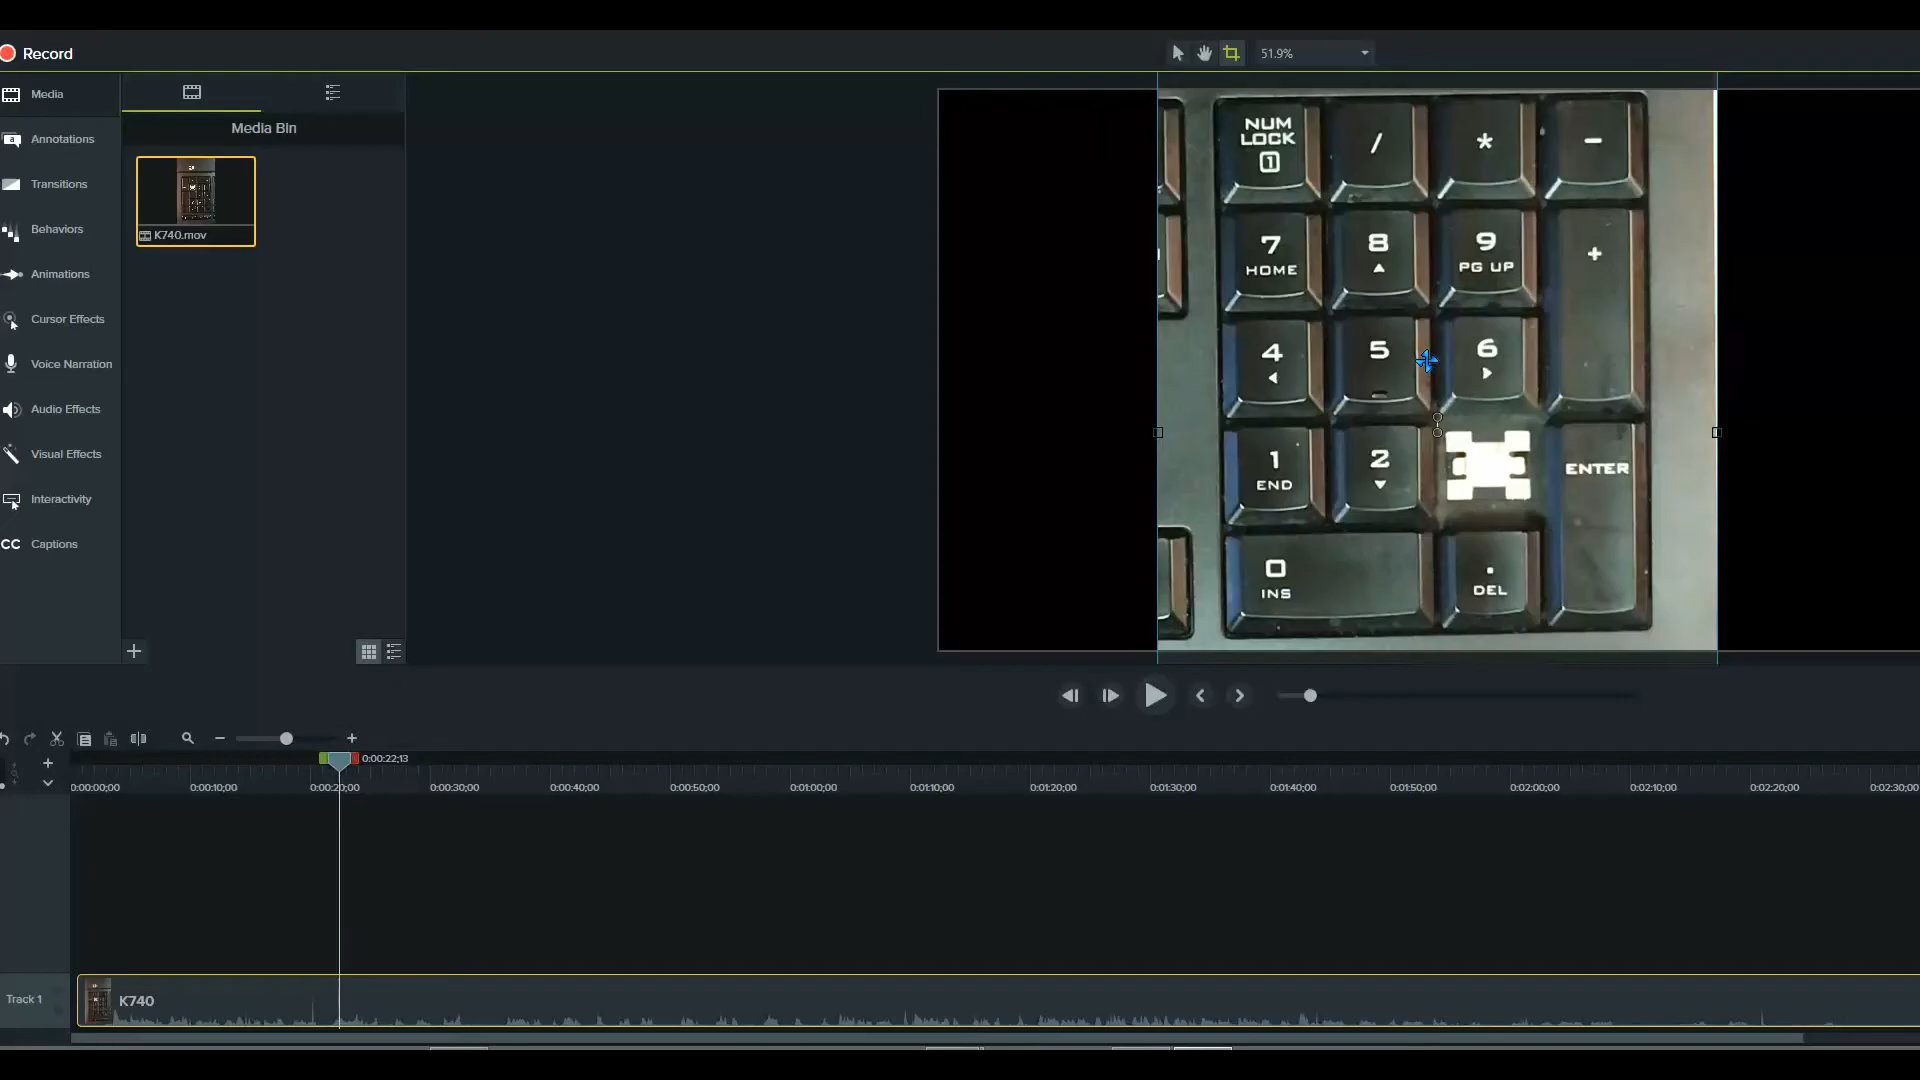 Record
51.9%
Media
Annotations
Transitions
Behaviors
Animations
Cursor Effects
Voice Narration
Audio Effects
Visual Effects
Interactivity
CC Captions
Media Bin
K740.mov
NUM LOCK 1
/
*
-
7 HOME
8
9 PG UP
+
4
5
6
1 END
2
ENTER
0 INS
. DEL
0:00:22;13
0:00:00;00
0:00:10;00
0:00:20;00
0:00:30;00
0:00:40;00
0:00:50;00
0:01:00;00
0:01:10;00
0:01:20;00
0:01:30;00
0:01:40;00
0:01:50;00
0:02:00;00
0:02:10;00
0:02:20;00
0:02:30;00
Track 1
K740